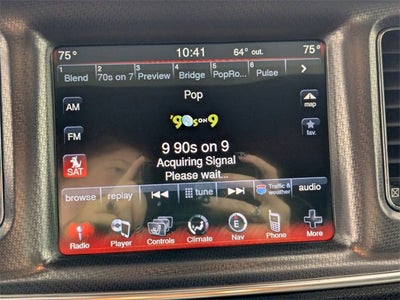 75° 10:41 64° out. 75°
1 Blend 2 70s on 7 3 Preview 4 Bridge 5 PopRo... 6 Pulse
Pop
AM
map
'90s ON 9
FM
fav.
9 90s on 9
Acquiring Signal
SAT
Please wait...
browse replay tune Traffic & weather audio
Radio Player Controls Climate E Nav Phone More